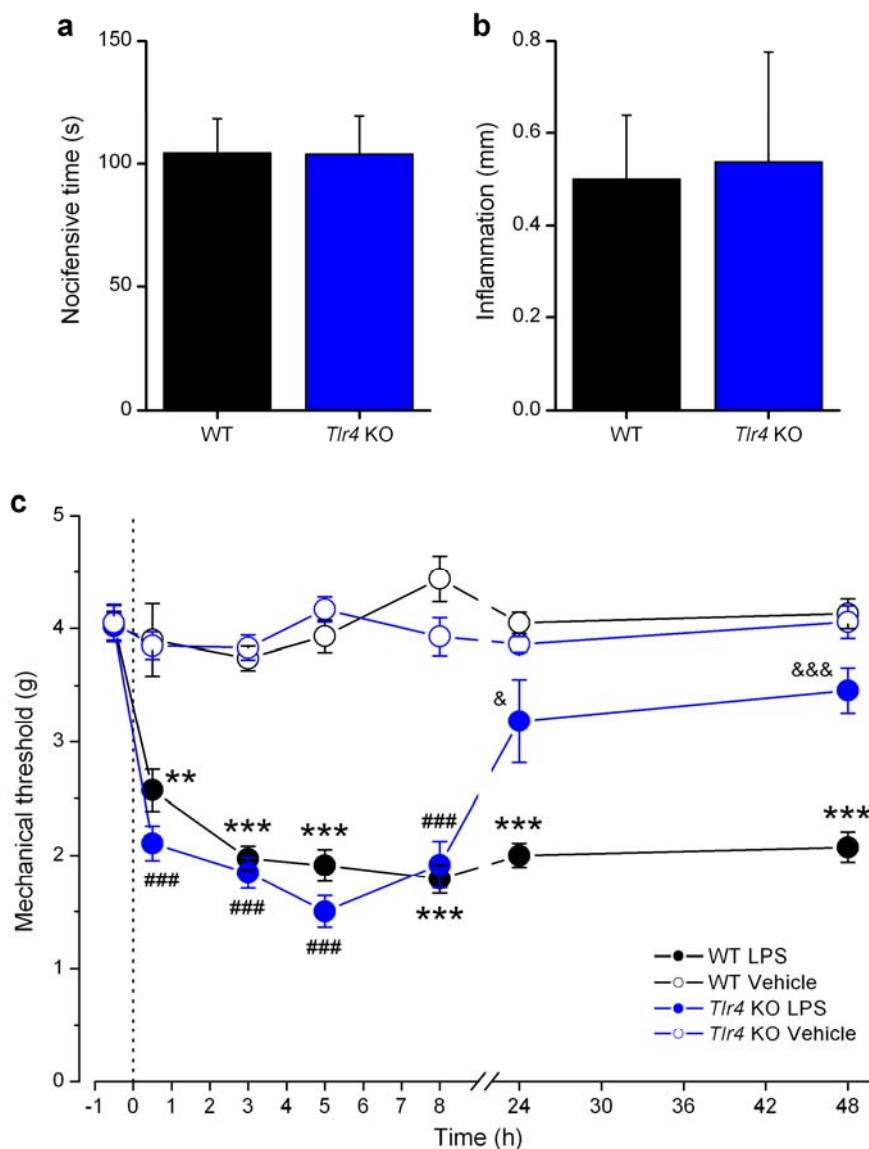 a
150
100
50
0
Nocifensive time (s)
WT
Tlr4 KO
b
0.8
0.6
0.4
0.2
0.0
Inflammation (mm)
WT
Tlr4 KO
c
5
4
3
2
1
0
Mechanical threshold (g)
&
&&&
**
***
***
###
***
***
###
###
###
***
WT LPS
WT Vehicle
Tlr4 KO LPS
Tlr4 KO Vehicle
-1 0 1 2 3 4 5 6 7 8 24 30 36 42 48
Time (h)